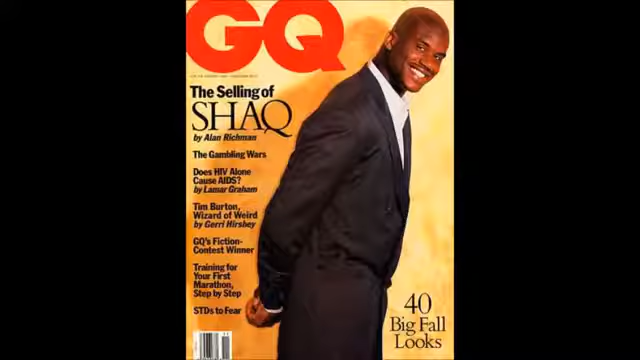 GQ
The Selling of
SHAQ
by Alan Richman
The Gambling Wars
Does HIV Alone
Cause AIDS?
by Lamar Graham
Tim Burton,
Wizard of Weird
by Gerri Hirshey
GQ's Fiction-
Contest Winner
Training for
Your First
Marathon,
Step by Step
STDs to Fear
40
Big Fall
Looks